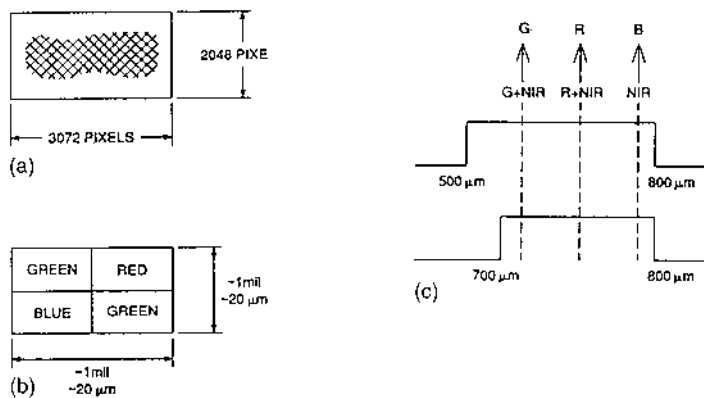 2048 PIXE
3072 PIXELS
(a)
GREEN RED
BLUE GREEN
~1mil
~20 µm
~1mil
~20 µm
(b)
G R B
G+NIR R+NIR NIR
500 µm 800 µm
700 µm 800 µm
(c)